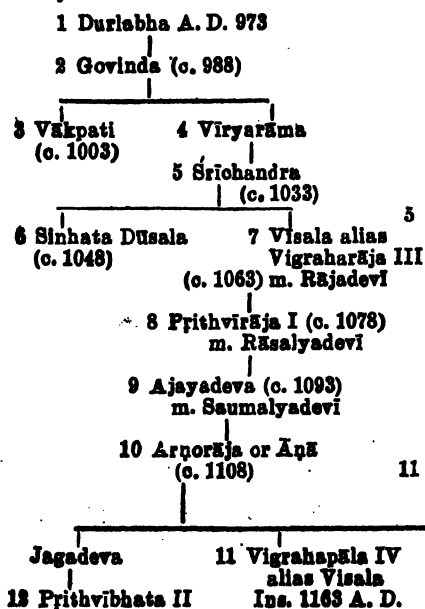 1 Durlabha A. D. 973
2 Govinda (c. 988)
3 Vākpati 4 Vīryarāma
(c. 1003)
5 Śrīchandra
(c. 1033)
5
6 Sinhata Dūsala 7 Visala alias
(c. 1048) Vigraharāja III
(c. 1063) m. Rājadevī
8 Pṛithvīrāja I (c. 1078)
m. Rāsalyadevī
9 Ajayadeva (c. 1093)
m. Saumalyadevī
10 Arṇorāja or Āṇā
(c. 1108) 11
Jagadeva 11 Vigrahapāla IV
alias Visala
12 Pṛithvībhata II Ins. 1163 A. D.